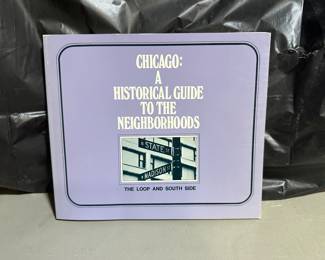 CHICAGO:
A
HISTORICAL GUIDE
TO THE
NEIGHBORHOODS
STATE
MADISON
THE LOOP AND SOUTH SIDE